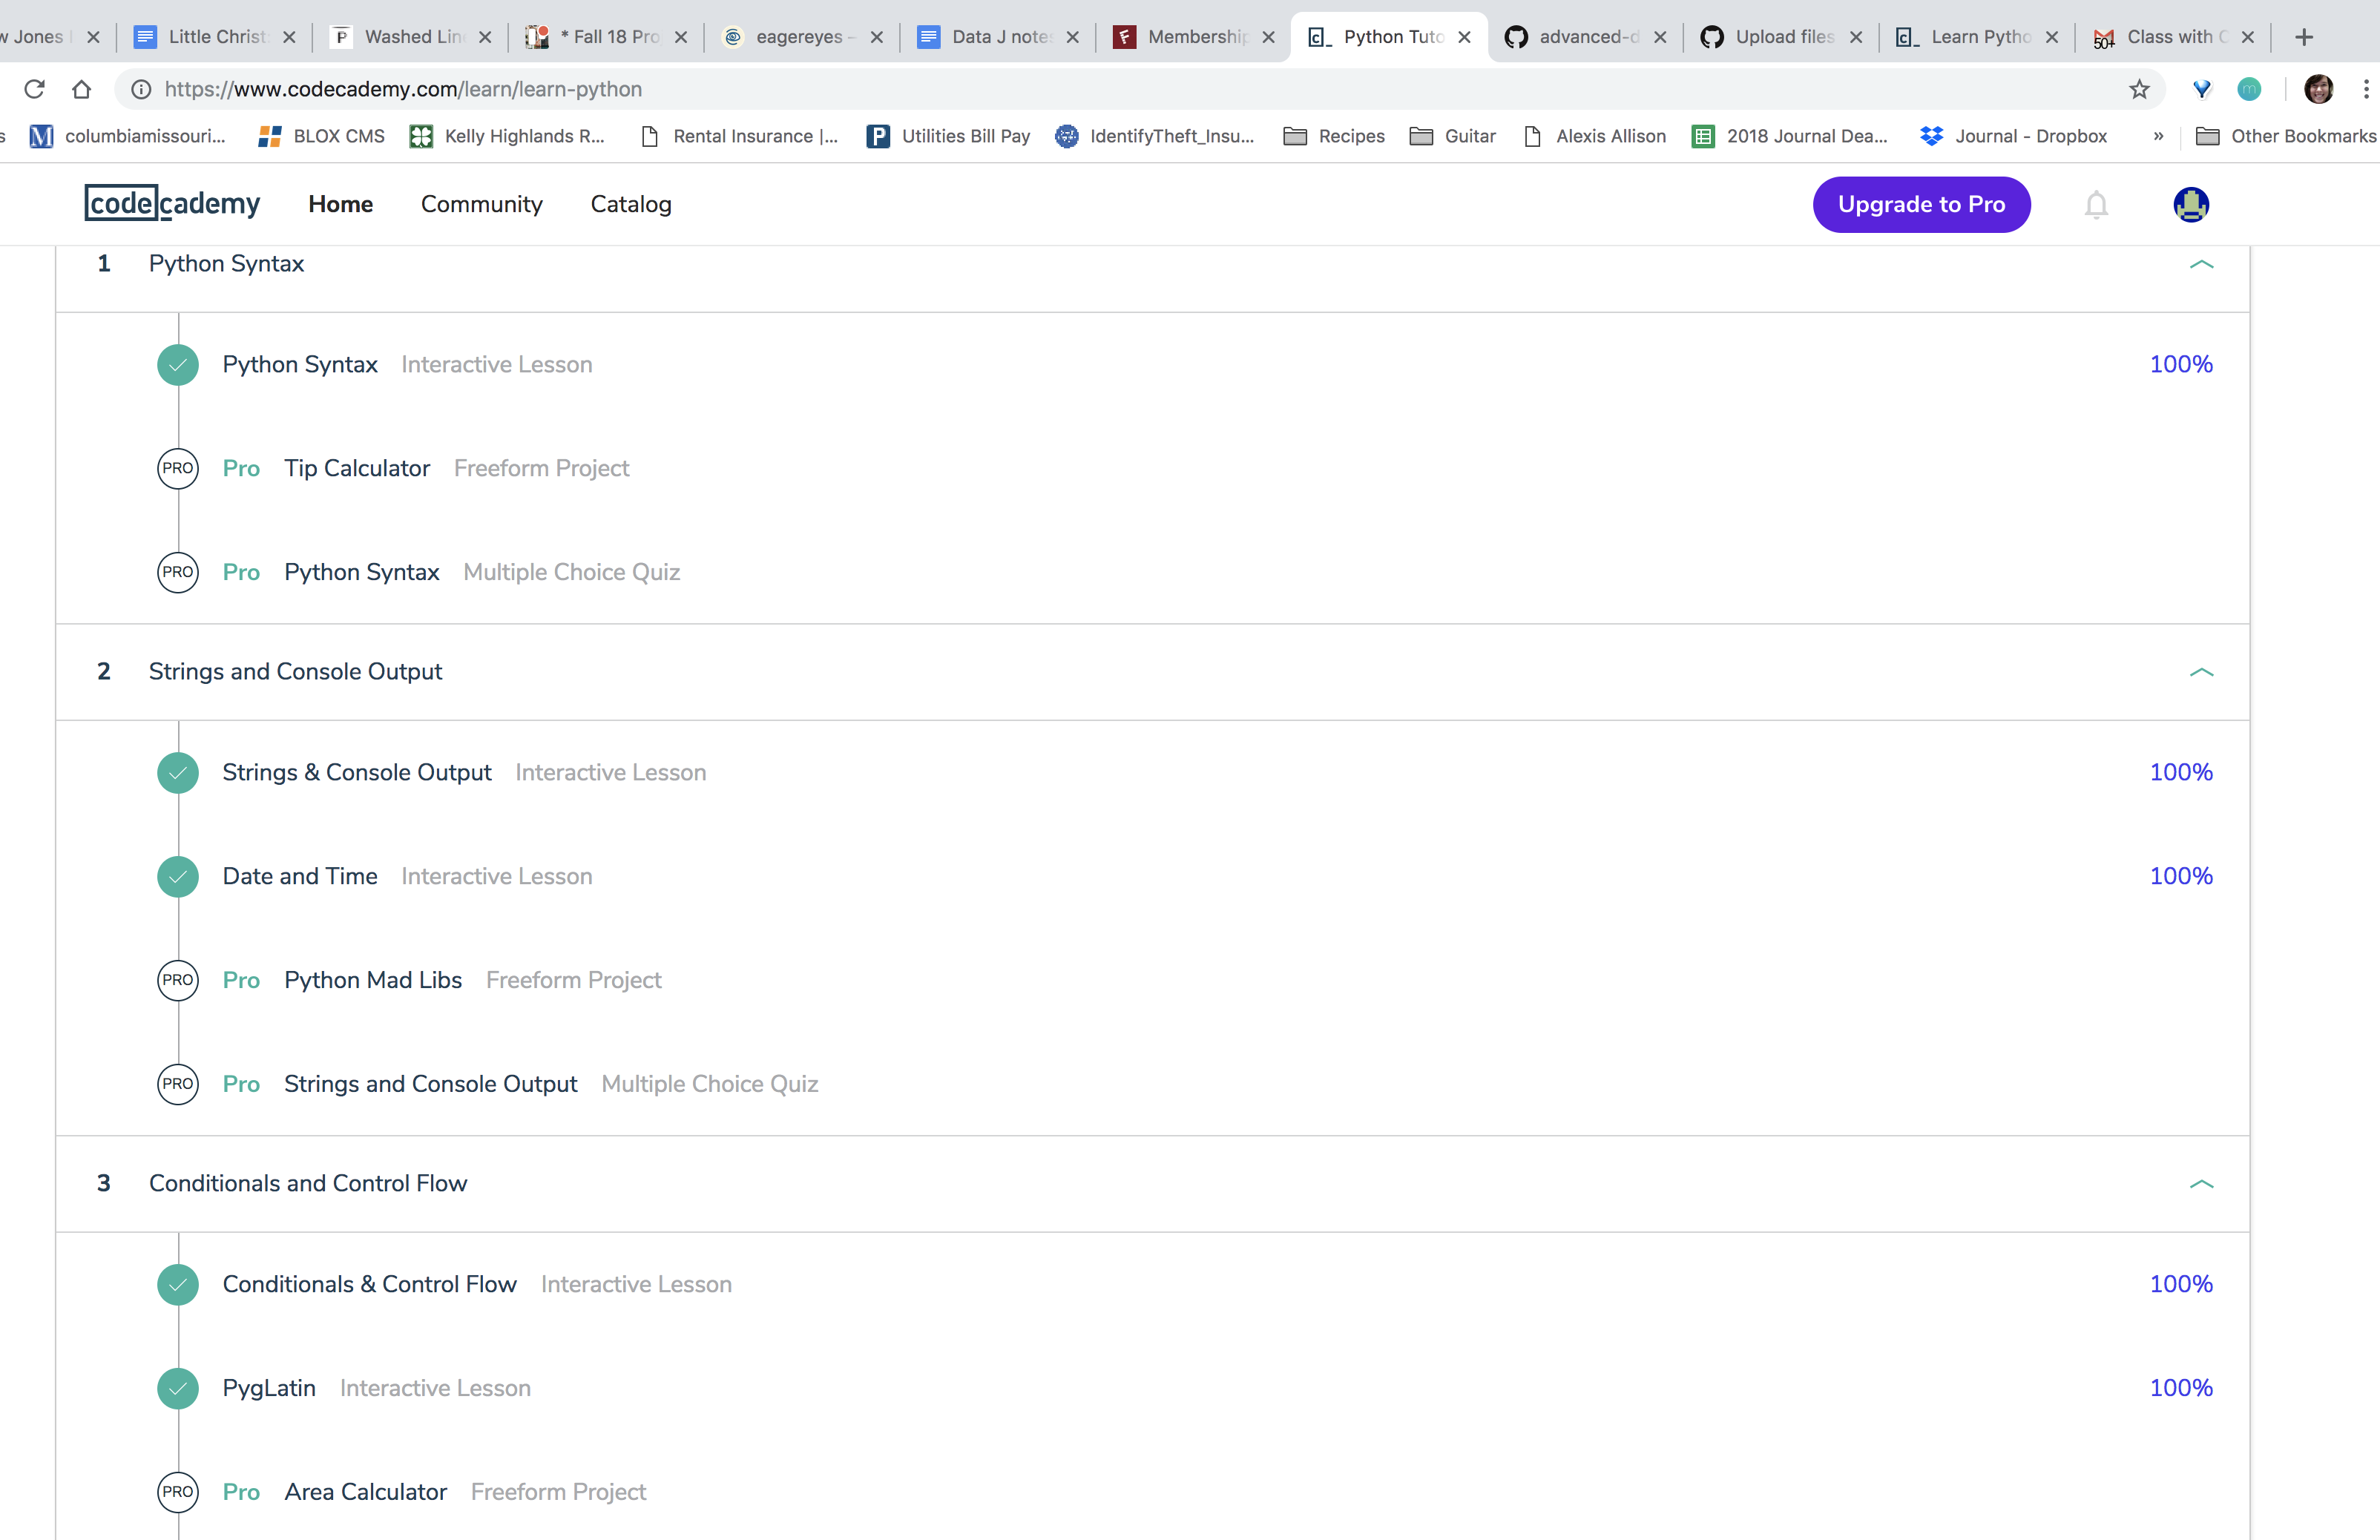 w Jones Little Christ Washed Lin * Fall 18 Pro eagereyes – Data J notes Membership Python Tuto advanced-d Upload files Learn Pytho 50+ Class with C
https://www.codecademy.com/learn/learn-python
s columbiamissouri... BLOX CMS Kelly Highlands R... Rental Insurance |... Utilities Bill Pay IdentifyTheft_Insu... Recipes Guitar Alexis Allison 2018 Journal Dea... Journal - Dropbox » Other Bookmarks
codecademy Home Community Catalog Upgrade to Pro
1 Python Syntax
Python Syntax Interactive Lesson 100%
PRO Pro Tip Calculator Freeform Project
PRO Pro Python Syntax Multiple Choice Quiz
2 Strings and Console Output
Strings & Console Output Interactive Lesson 100%
Date and Time Interactive Lesson 100%
PRO Pro Python Mad Libs Freeform Project
PRO Pro Strings and Console Output Multiple Choice Quiz
3 Conditionals and Control Flow
Conditionals & Control Flow Interactive Lesson 100%
PygLatin Interactive Lesson 100%
PRO Pro Area Calculator Freeform Project